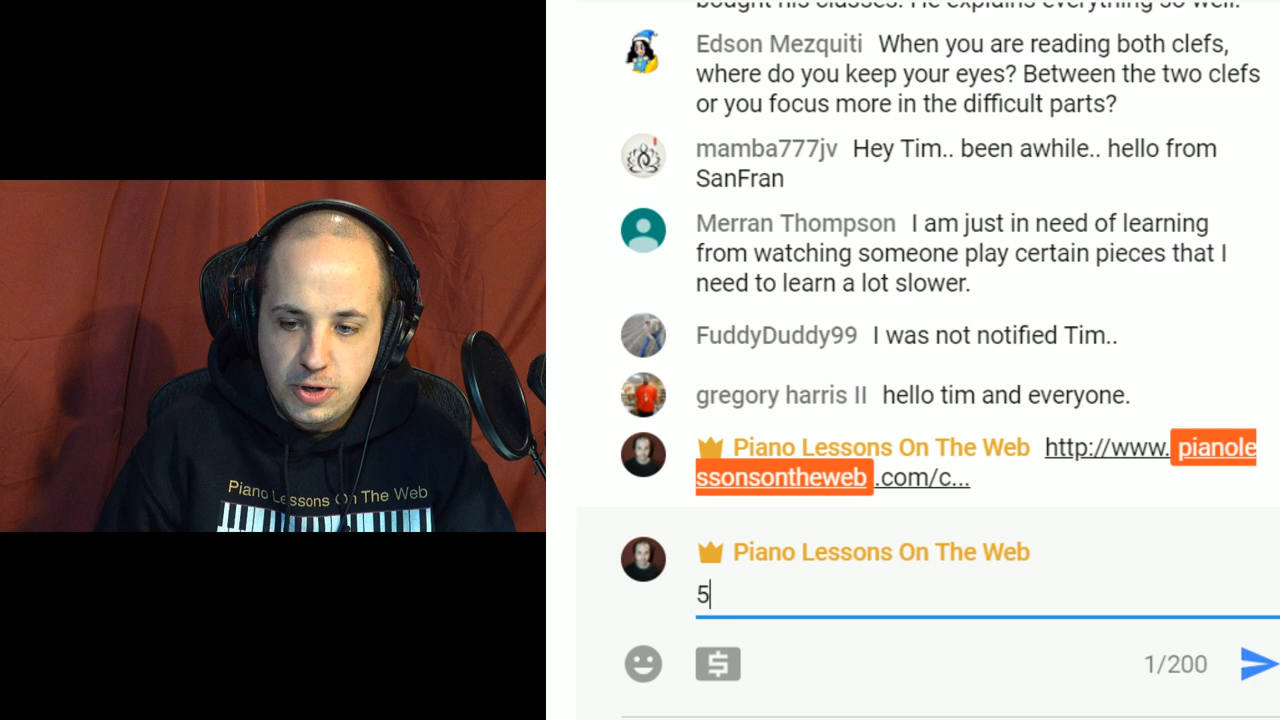 bought his classes. He explains everything so well.
Edson Mezquiti When you are reading both clefs,
where do you keep your eyes? Between the two clefs
or you focus more in the difficult parts?
mamba777jv Hey Tim.. been awhile.. hello from
SanFran
Merran Thompson I am just in need of learning
from watching someone play certain pieces that I
need to learn a lot slower.
FuddyDuddy99 I was not notified Tim..
gregory harris II hello tim and everyone.
Piano Lessons On The Web http://www.pianole
ssonsontheweb.com/c...
Piano Lessons On The Web
5
1/200
Piano Lessons On The Web